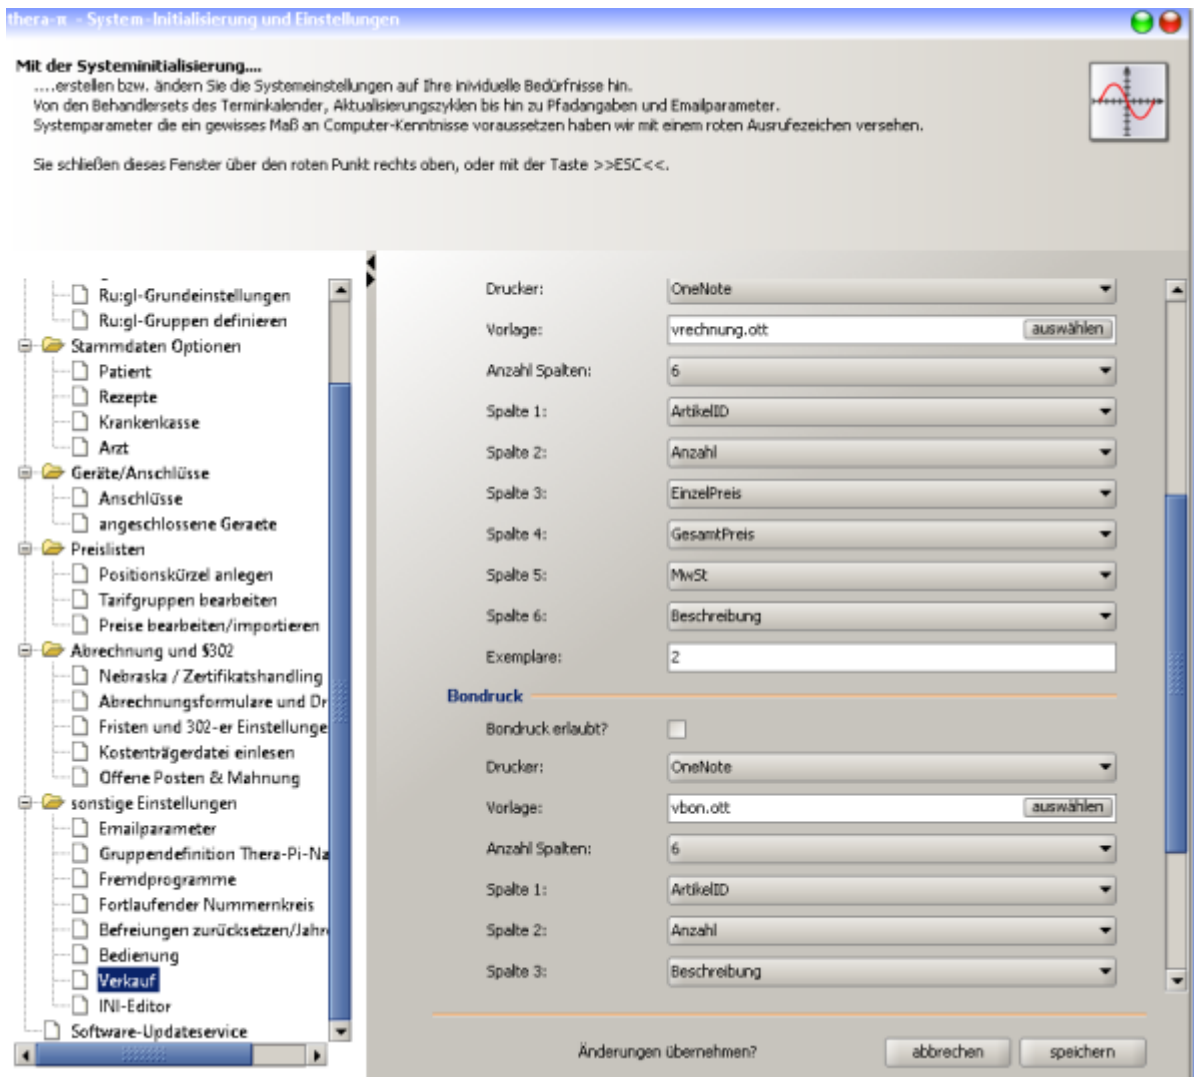 thera-π - System-Initialisierung und Einstellungen
Mit der Systeminitialisierung....
....erstellen bzw. ändern Sie die Systemeinstellungen auf Ihre inividuelle Bedürfnisse hin.
Von den Behandlersets des Terminkalender, Aktualisierungszyklen bis hin zu Pfadangaben und Emailparameter.
Systemparameter die ein gewisses Maß an Computer-Kenntnisse voraussetzen haben wir mit einem roten Ausrufezeichen versehen.
Sie schließen dieses Fenster über den roten Punkt rechts oben, oder mit der Taste >>ESC<<.
Ru:gl-Grundeinstellungen
Ru:gl-Gruppen definieren
Stammdaten Optionen
Patient
Rezepte
Krankenkasse
Arzt
Geräte/Anschlüsse
Anschlüsse
angeschlossene Geraete
Preislisten
Positionskürzel anlegen
Tarifgruppen bearbeiten
Preise bearbeiten/importieren
Abrechnung und §302
Nebraska / Zertifikatshandling
Abrechnungsformulare und Dr
Fristen und 302-er Einstellunge
Kostenträgerdatei einlesen
Offene Posten & Mahnung
sonstige Einstellungen
Emailparameter
Gruppendefinition Thera-Pi-Na
Fremdprogramme
Fortlaufender Nummernkreis
Befreiungen zurücksetzen/Jahre
Bedienung
Verkauf
INI-Editor
Software-Updateservice
Drucker: OneNote
Vorlage: vrechnung.ott auswählen
Anzahl Spalten: 6
Spalte 1: ArtikelID
Spalte 2: Anzahl
Spalte 3: EinzelPreis
Spalte 4: GesamtPreis
Spalte 5: MwSt
Spalte 6: Beschreibung
Exemplare: 2
Bondruck
Bondruck erlaubt?
Drucker: OneNote
Vorlage: vbon.ott auswählen
Anzahl Spalten: 6
Spalte 1: ArtikelID
Spalte 2: Anzahl
Spalte 3: Beschreibung
Änderungen übernehmen? abbrechen speichern